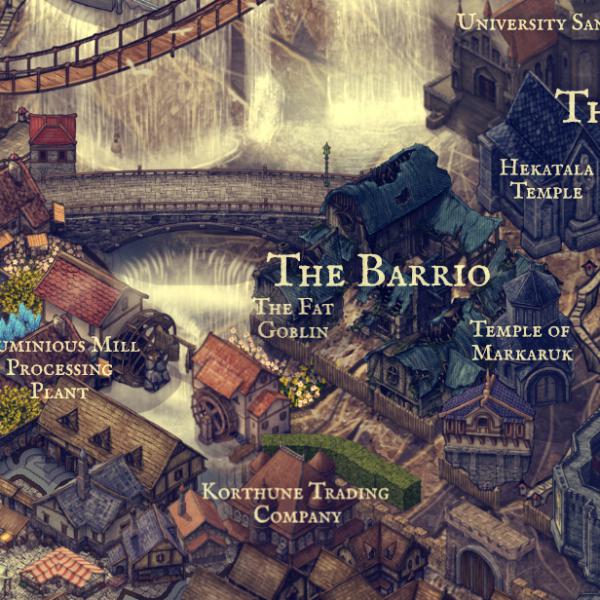 University San
Th
Hekatala
Temple
The Barrio
The Fat
Goblin
Temple of
Markaruk
uminious Mill
Processing
Plant
Korthune Trading
Company